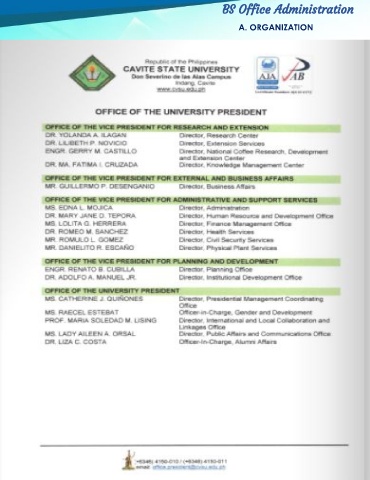 BS Office Administration
A. ORGANIZATION
Republic of the Philippines
CAVITE STATE UNIVERSITY
Don Severino de las Alas Campus
Indang, Cavite
www.cvsu.edu.ph
AJA
AB
OFFICE OF THE UNIVERSITY PRESIDENT
OFFICE OF THE VICE PRESIDENT FOR RESEARCH AND EXTENSION
DR. YOLANDA A. ILAGAN Director, Research Center
DR. LILIBETH P. NOVICIO Director, Extension Services
ENGR. GERRY M. CASTILLO Director, National Coffee Research, Development
and Extension Center
DR. MA. FATIMA I. CRUZADA Director, Knowledge Management Center
OFFICE OF THE VICE PRESIDENT FOR EXTERNAL AND BUSINESS AFFAIRS
MR. GUILLERMO P. DESENGANIO Director, Business Affairs
OFFICE OF THE VICE PRESIDENT FOR ADMINISTRATIVE AND SUPPORT SERVICES
MS. EDNA L. MOJICA Director, Administration
DR. MARY JANE D. TEPORA Director, Human Resource and Development Office
MS. LOLITA G. HERRERA Director, Finance Management Office
DR. ROMEO M. SANCHEZ Director, Health Services
MR. ROMULO L. GOMEZ Director, Civil Security Services
MR. DANIELITO P. ESCAÑO Director, Physical Plant Services
OFFICE OF THE VICE PRESIDENT FOR PLANNING AND DEVELOPMENT
ENGR. RENATO B. CUBILLA Director, Planning Office
DR. ADOLFO A. MANUEL JR. Director, Institutional Development Office
OFFICE OF THE UNIVERSITY PRESIDENT
MS. CATHERINE J. QUIÑONES Director, Presidential Management Coordinating
Office
MS. RAECEL ESTEBAT Officer-in-Charge, Gender and Development
PROF. MARIA SOLEDAD M. LISING Director, International and Local Collaboration and
Linkages Office
MS. LADY AILEEN A. ORSAL Director, Public Affairs and Communications Office
DR. LIZA C. COSTA Officer-In-Charge, Alumni Affairs
(+6346) 4150-010 / (+6346) 4150-011
email: office.president@cvsu.edu.ph